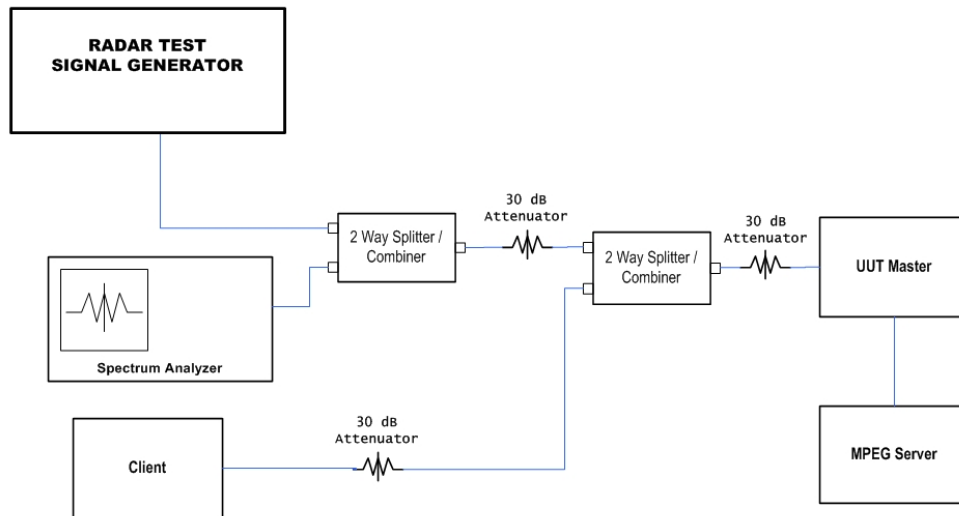 RADAR TEST
SIGNAL GENERATOR
30 dB
Attenuator
30 dB
Attenuator
2 Way Splitter /
Combiner
2 Way Splitter /
Combiner
UUT Master
Spectrum Analyzer
30 dB
Attenuator
Client
MPEG Server